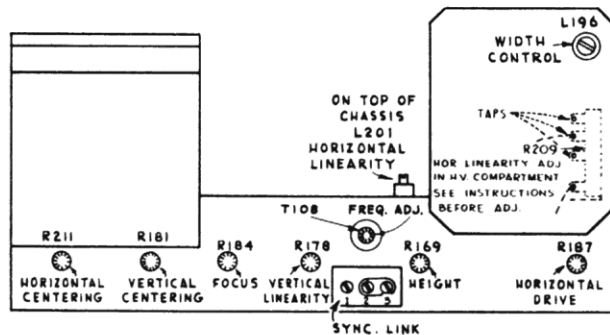 L196
WIDTH
CONTROL
ON TOP OF
CHASSIS
L201
HORIZONTAL
LINEARITY
TAPS
R209
HOR LINEARITY ADJ
IN H.V. COMPARTMENT
SEE INSTRUCTIONS
BEFORE ADJ.
T108 FREQ. ADJ.
R211
HORIZONTAL
CENTERING
R181
VERTICAL
CENTERING
R184
FOCUS
R178
VERTICAL
LINEARITY
R169
HEIGHT
R187
HORIZONTAL
DRIVE
1 2 3
SYNC. LINK